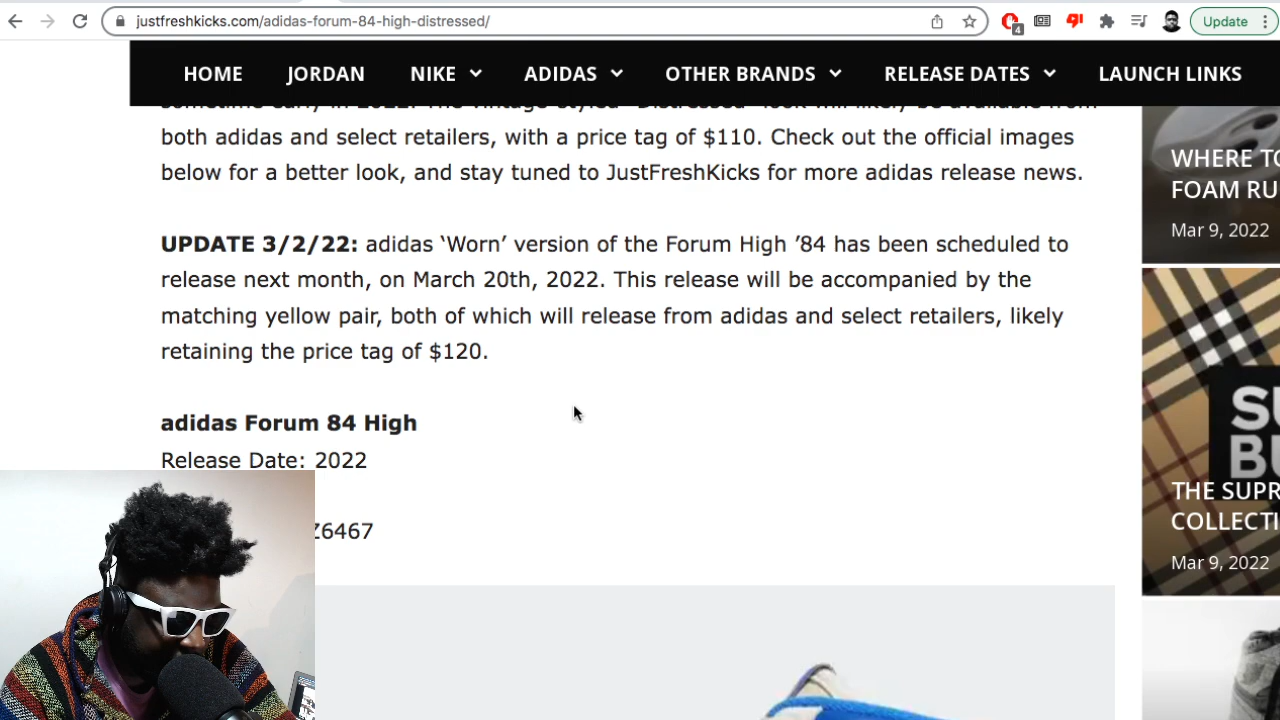 justfreshkicks.com/adidas-forum-84-high-distressed/
4
Update
HOME
JORDAN
NIKE
ADIDAS
OTHER BRANDS
RELEASE DATES
LAUNCH LINKS
sometime early in 2022. The vintage-styled "Distressed" look will likely be available from
both adidas and select retailers, with a price tag of $110. Check out the official images
below for a better look, and stay tuned to JustFreshKicks for more adidas release news.
UPDATE 3/2/22: adidas ‘Worn’ version of the Forum High ’84 has been scheduled to
release next month, on March 20th, 2022. This release will be accompanied by the
matching yellow pair, both of which will release from adidas and select retailers, likely
retaining the price tag of $120.
adidas Forum 84 High
Release Date: 2022
Z6467
WHERE TO
FOAM RU
Mar 9, 2022
THE SUPR
COLLECTI
Mar 9, 2022